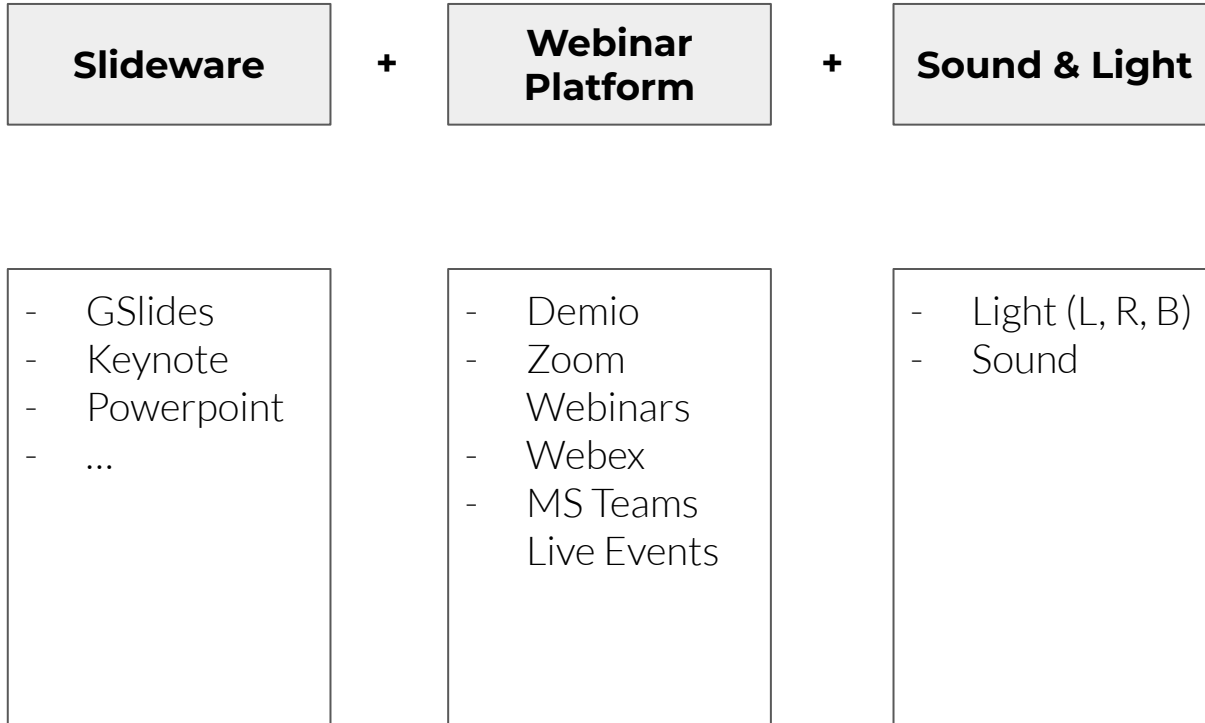 Slideware
+
Webinar
Platform
+
Sound & Light
- GSlides
- Keynote
- Powerpoint
- ...
- Demio
- Zoom
Webinars
- Webex
- MS Teams
Live Events
- Light (L, R, B)
- Sound